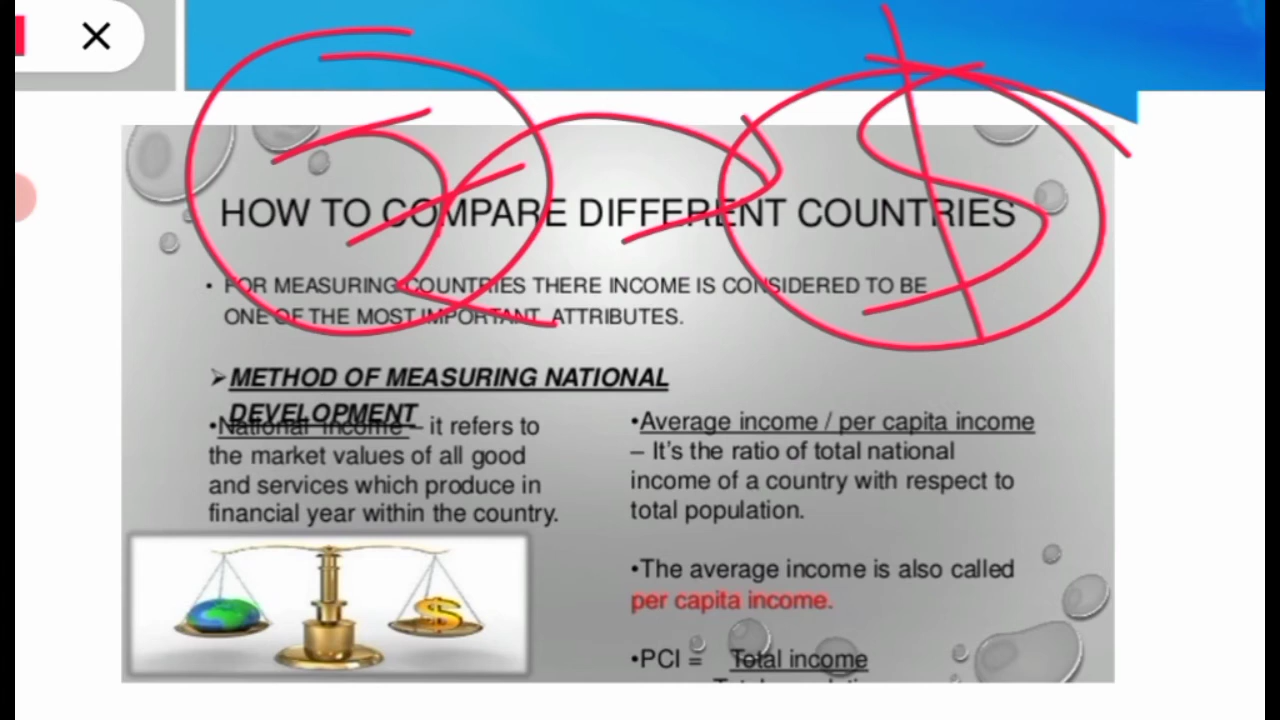 HOW TO COMPARE DIFFERENT COUNTRIES
• FOR MEASURING COUNTRIES THERE INCOME IS CONSIDERED TO BE
ONE OF THE MOST IMPORTANT ATTRIBUTES.
➢METHOD OF MEASURING NATIONAL
DEVELOPMENT
•National income – it refers to
the market values of all good
and services which produce in
financial year within the country.
•Average income / per capita income
– It's the ratio of total national
income of a country with respect to
total population.
•The average income is also called
per capita income.
•PCI = Total income
$
$